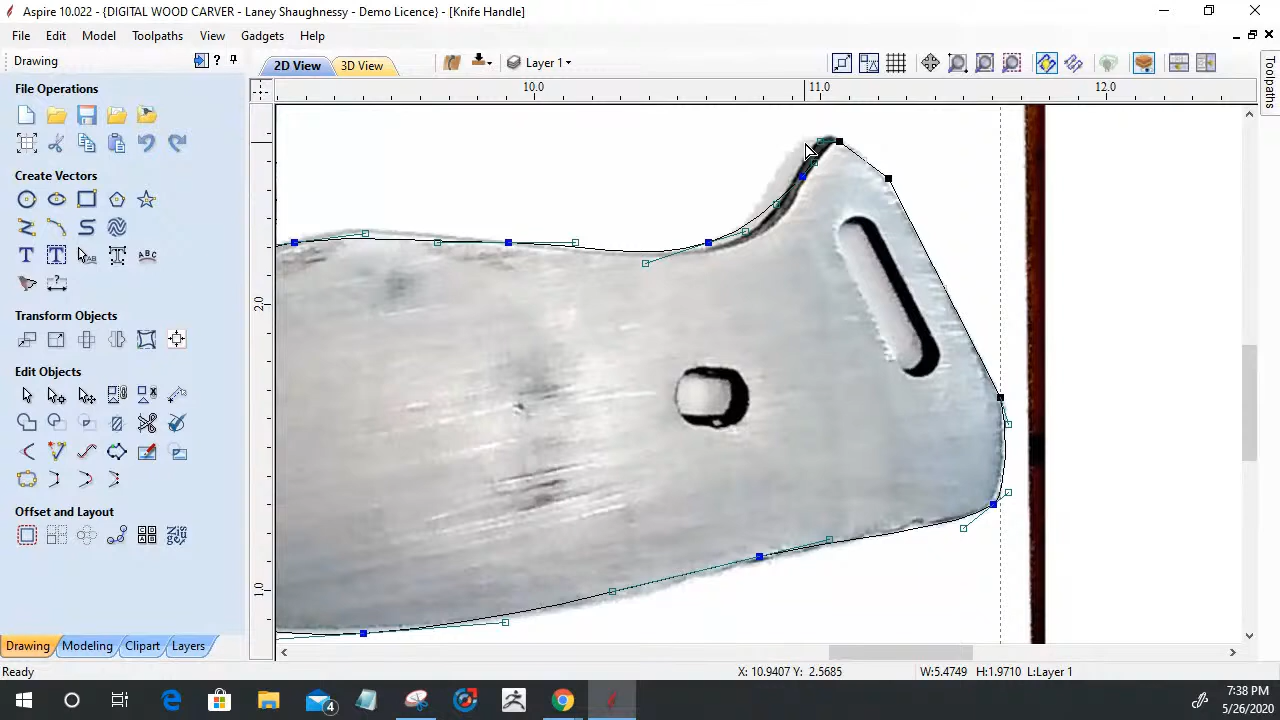 Aspire 10.022 - {DIGITAL WOOD CARVER - Laney Shaughnessy - Demo Licence} - [Knife Handle]
File Edit Model Toolpaths View Gadgets Help
Drawing
2D View 3D View Layer 1
File Operations
10.0 11.0 12.0
Toolpaths
Create Vectors
2.0
Transform Objects
Edit Objects
Offset and Layout
1.0
Drawing Modeling Clipart Layers
Ready X: 10.9407 Y: 2.5685 W:5.4749 H:1.9710 L:Layer 1
4
7:38 PM
5/26/2020